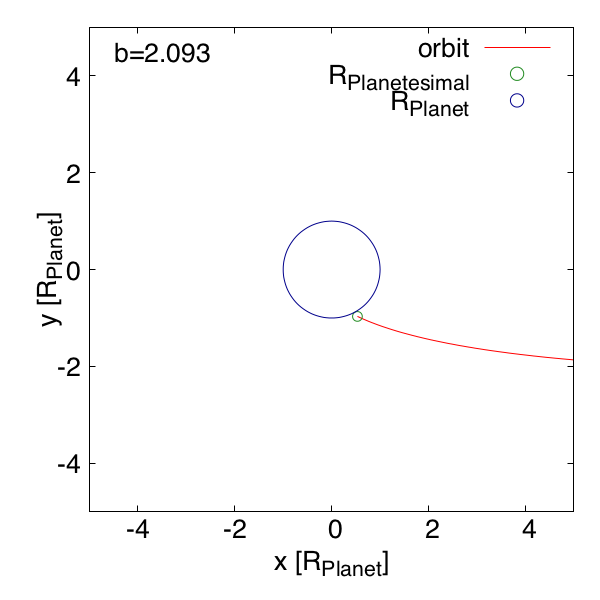 b=2.093
orbit
RPlanetesimal
RPlanet
4
2
0
-2
-4
y [RPlanet]
-4
-2
0
2
4
x [RPlanet]